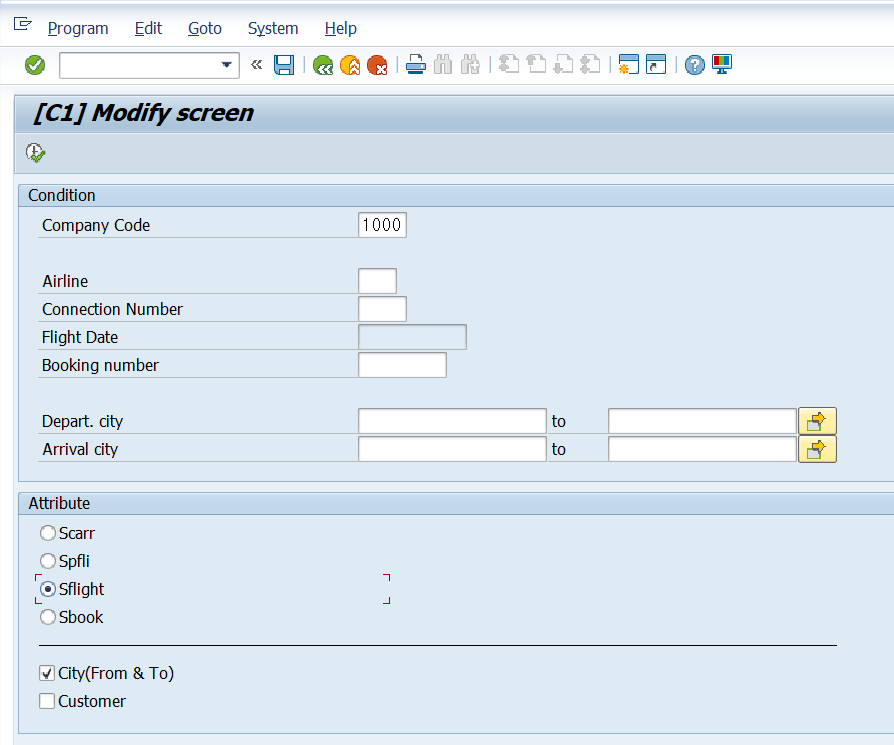 Program Edit Goto System Help
[C1] Modify screen
Condition
Company Code 1000
Airline
Connection Number
Flight Date
Booking number
Depart. city to
Arrival city to
Attribute
Scarr
Spfli
Sflight
Sbook
City(From & To)
Customer